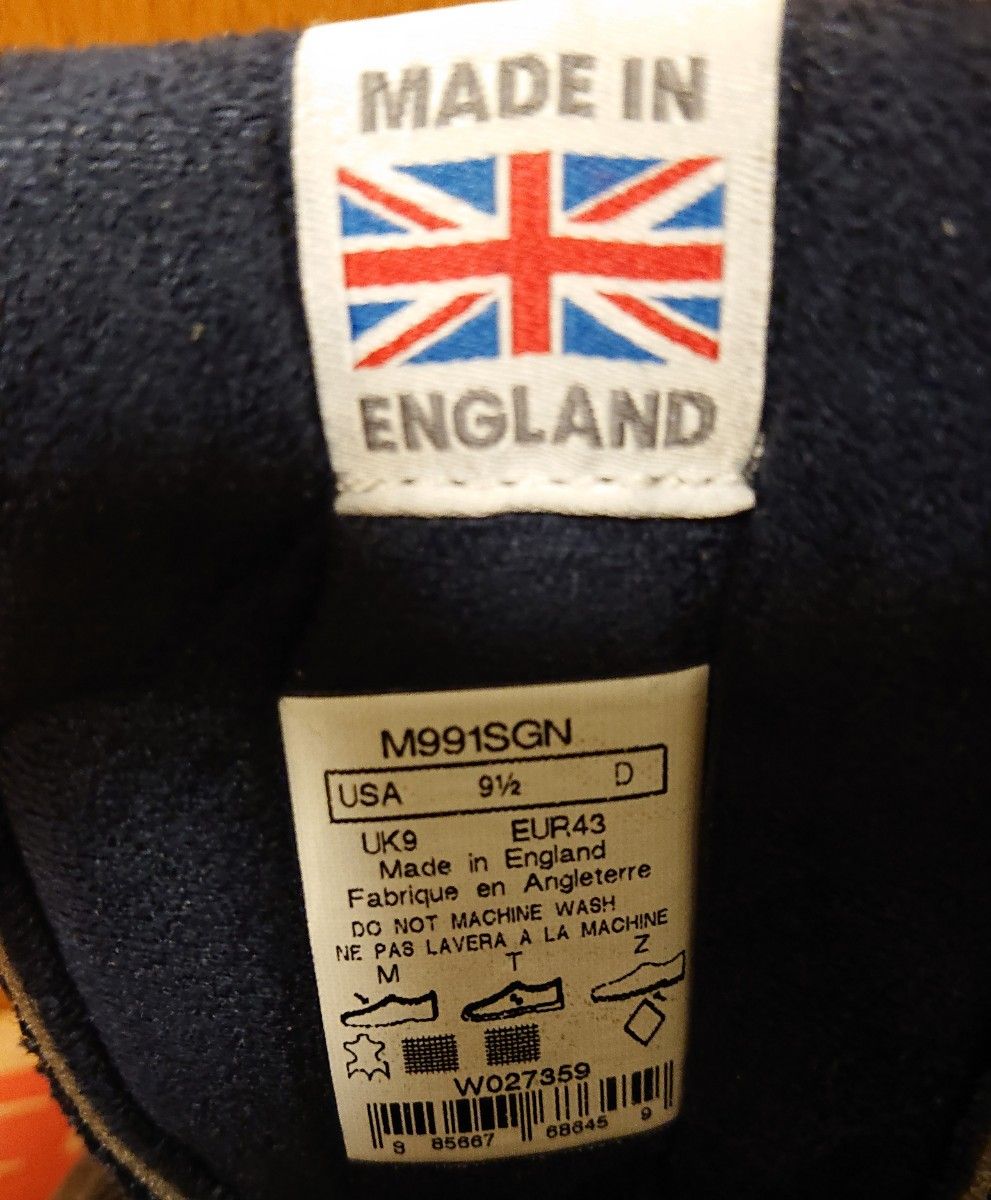 MADE IN
ENGLAND
M991SGN
USA 9½ D
UK9 EUR43
Made in England
Fabrique en Angleterre
DO NOT MACHINE WASH
NE PAS LAVERA A LA MACHINE
M T Z
W027359
8 85667 68645 9